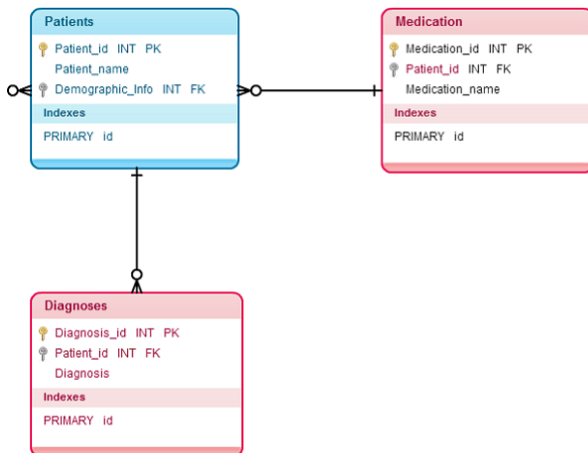 Patients
Patient_id INT PK
Patient_name
Demographic_Info INT FK
Indexes
PRIMARY id
Medication
Medication_id INT PK
Patient_id INT FK
Medication_name
PRIMARY id
Indexes
Diagnoses
Diagnosis_id INT PK
Patient_id INT FK
Diagnosis
Indexes
PRIMARY id